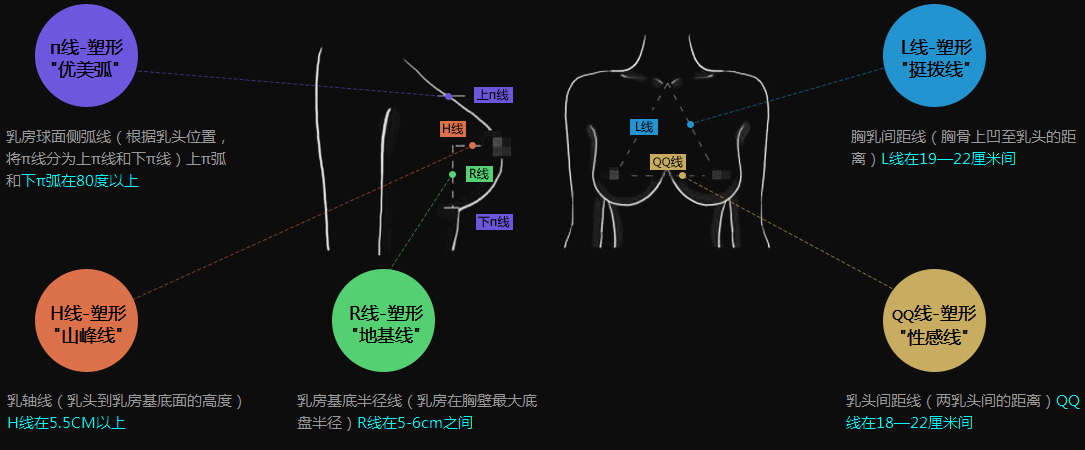 π线-塑形
"优美弧"
乳房球面侧弧线（根据乳头位置，
将π线分为上π线和下π线）上π弧
和下π弧在80度以上
上π线
H线
R线
下π线
H线-塑形
"山峰线"
乳轴线（乳头到乳房基底面的高度）
H线在5.5CM以上
R线-塑形
"地基线"
乳房基底半径线（乳房在胸壁最大底
盘半径）R线在5-6cm之间
L线
QQ线
L线-塑形
"挺拨线"
胸乳间距线（胸骨上凹至乳头的距
离）L线在19—22厘米间
QQ线-塑形
"性感线"
乳头间距线（两乳头间的距离）QQ
线在18—22厘米间